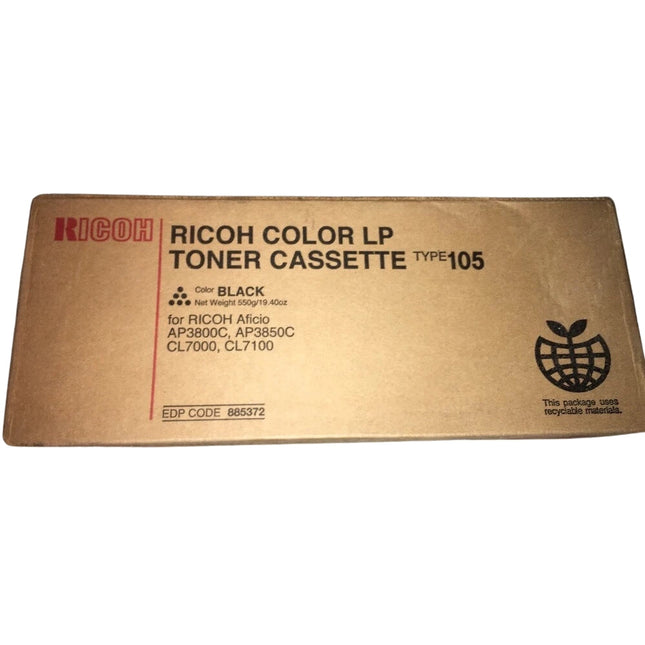 RICOH
RICOH COLOR LP
TONER CASSETTE TYPE 105
Color BLACK
Net Weight 550g/19.40oz
for RICOH Aficio
AP3800C, AP3850C
CL7000, CL7100
EDP CODE 885372
This package uses
recyclable materials.